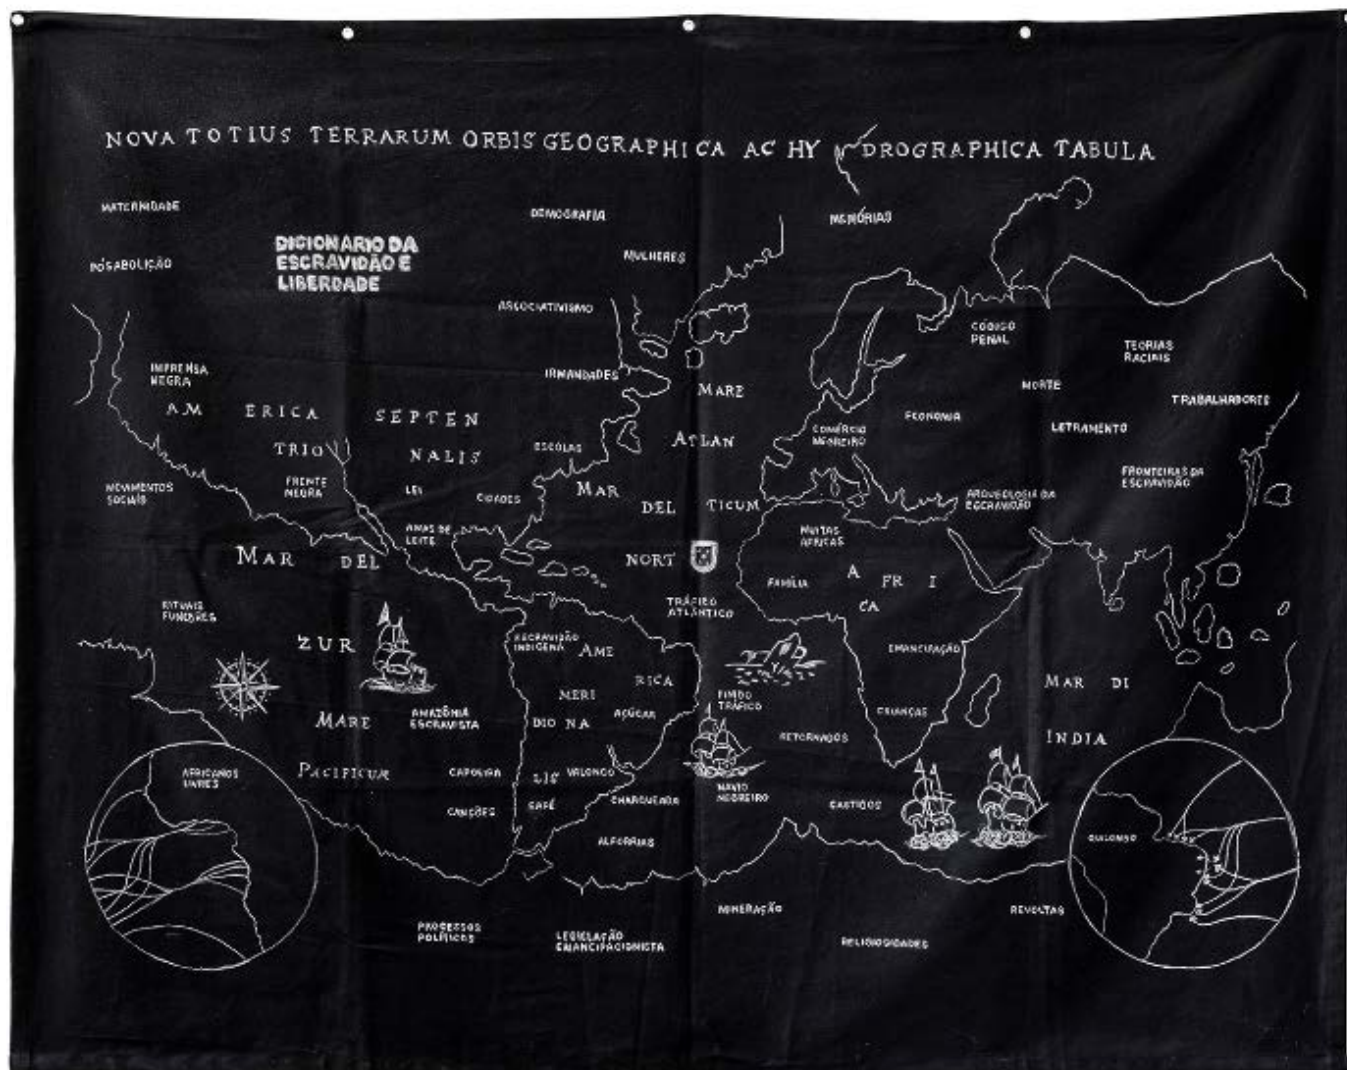 NOVA TOTIUS TERRARUM ORBIS GEOGRAPHICA AC HY DROGRAPHICA TABULA
MATERNIDADE
DEMOGRAFIA
MEMÓRIAS
DICIONÁRIO DA
ESCRAVIDÃO E
LIBERDADE
PÓS ABOLIÇÃO
MULHERES
ASSOCIATIVISMO
CÓDIGO
PENAL
TEORIAS
RACIAIS
IMPRENSA
NEGRA
IRMANDADES
MARE
MORTE
TRABALHADORES
AM ERICA SEPTEN
TRIO NALIS
ECONOMIA
COMÉRCIO
NEGREIRO
LETRAMENTO
ATLAN
ESCOLAS
MOVIMENTOS
SOCIAIS
FRENTE
NEGRA
LEI
CIDADES
MAR
DEL TICUM
FRONTEIRAS DA
ESCRAVIDÃO
ARQUEOLOGIA DA
ESCRAVIDÃO
AMAS DE
LEITE
MUITAS
ÁFRICAS
MAR DEL
NORT
FAMÍLIA
A FRI
CA
RITUAIS
FÚNEBRES
TRÁFICO
ATLÂNTICO
ZUR
ESCRAVIDÃO
INDÍGENA
AME
RICA
EMANCIPAÇÃO
MERI
DIO NA
LIS
MAR DI
INDIA
FIM DO
TRÁFICO
AMAZÔNIA
ESCRAVISTA
AÇÚCAR
CRIANÇAS
MARE
PACIFICUM
RETORNADOS
AFRICANOS
LIVRES
CAPOEIRA
VALONGO
NAVIO
NEGREIRO
CANÇÕES
CAFÉ
CHARQUEADA
CASTIGOS
ALFORRIAS
QUILOMBO
MINERAÇÃO
REVOLTAS
PROCESSOS
POLÍTICOS
LEGISLAÇÃO
EMANCIPACIONISTA
RELIGIOSIDADES